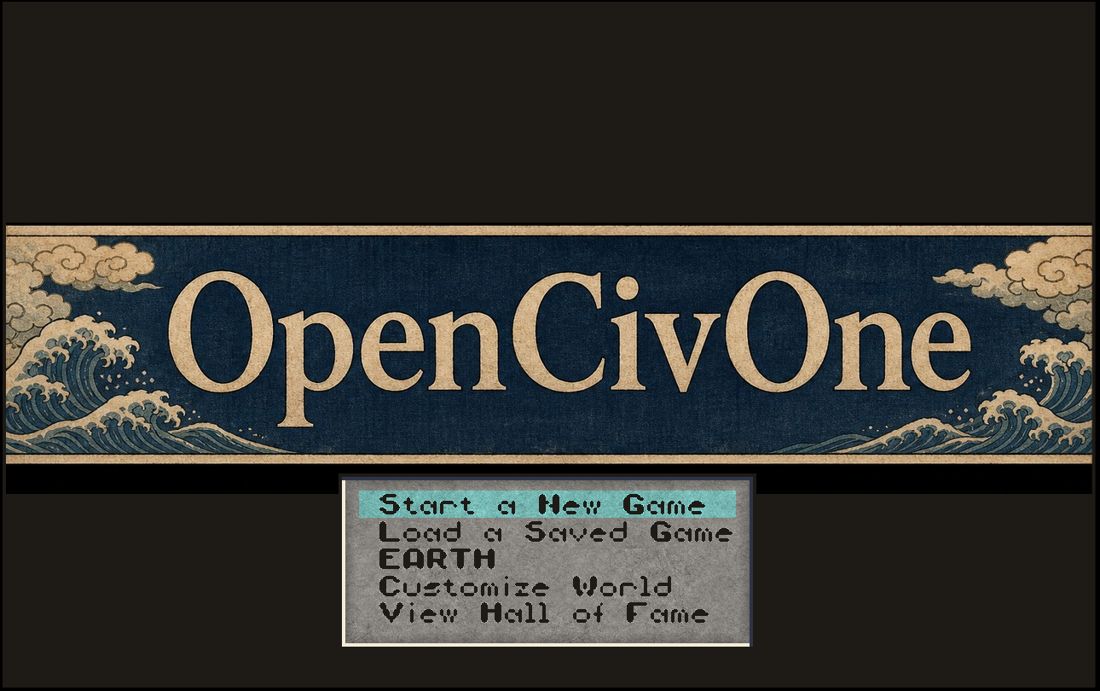 OpenCivOne
Start a New Game
Load a Saved Game
EARTH
Customize World
View Hall of Fame